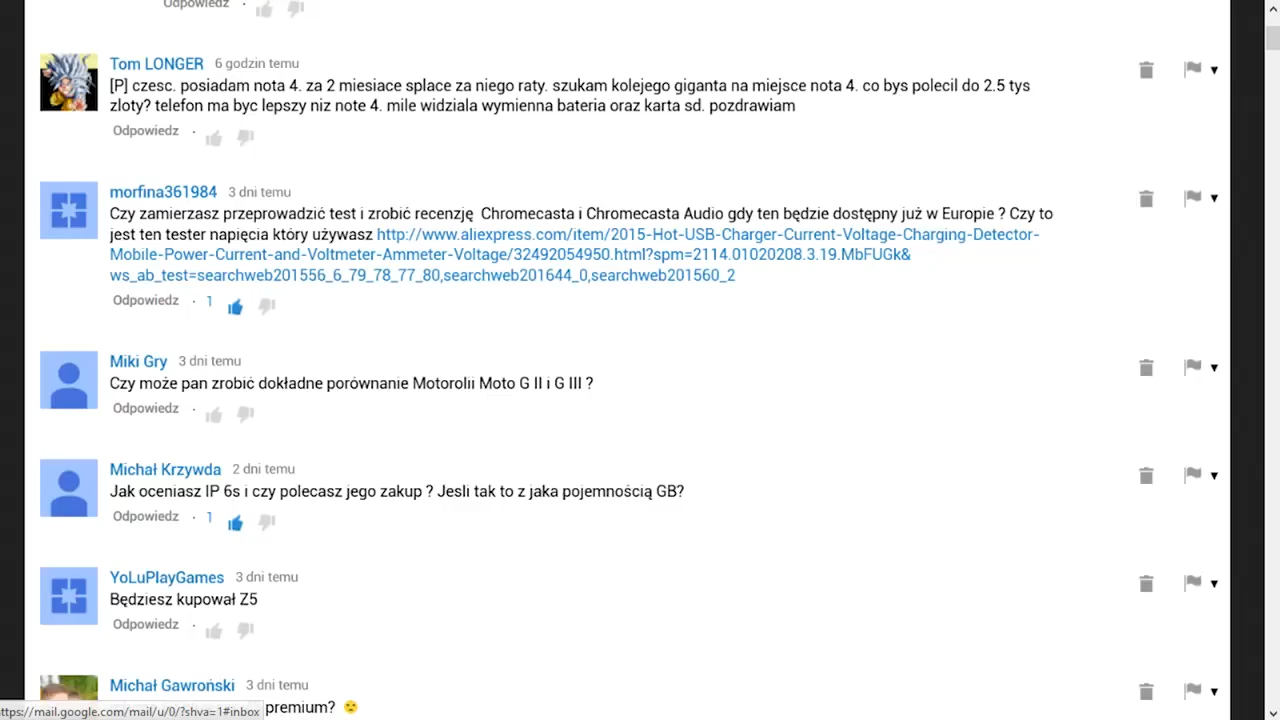 Odpowiedz ·
Tom LONGER 6 godzin temu
[P] czesc. posiadam nota 4. za 2 miesiace splace za niego raty. szukam kolejego giganta na miejsce nota 4. co bys polecil do 2.5 tys
zloty? telefon ma byc lepszy niz note 4. mile widziala wymienna bateria oraz karta sd. pozdrawiam
Odpowiedz ·
morfina361984 3 dni temu
Czy zamierzasz przeprowadzić test i zrobić recenzję Chromecasta i Chromecasta Audio gdy ten będzie dostępny już w Europie ? Czy to
jest ten tester napięcia który używasz http://www.aliexpress.com/item/2015-Hot-USB-Charger-Current-Voltage-Charging-Detector-
Mobile-Power-Current-and-Voltmeter-Ammeter-Voltage/32492054950.html?spm=2114.01020208.3.19.MbFUGk&
ws_ab_test=searchweb201556_6_79_78_77_80,searchweb201644_0,searchweb201560_2
Odpowiedz · 1
Miki Gry 3 dni temu
Czy może pan zrobić dokładne porównanie Motorolii Moto G II i G III ?
Odpowiedz ·
Michał Krzywda 2 dni temu
Jak oceniasz IP 6s i czy polecasz jego zakup ? Jesli tak to z jaka pojemnością GB?
Odpowiedz · 1
YoLuPlayGames 3 dni temu
Będziesz kupował Z5
Odpowiedz ·
Michał Gawroński 3 dni temu
premium?
ttps://mail.google.com/mail/u/0/?shva=1#inbox